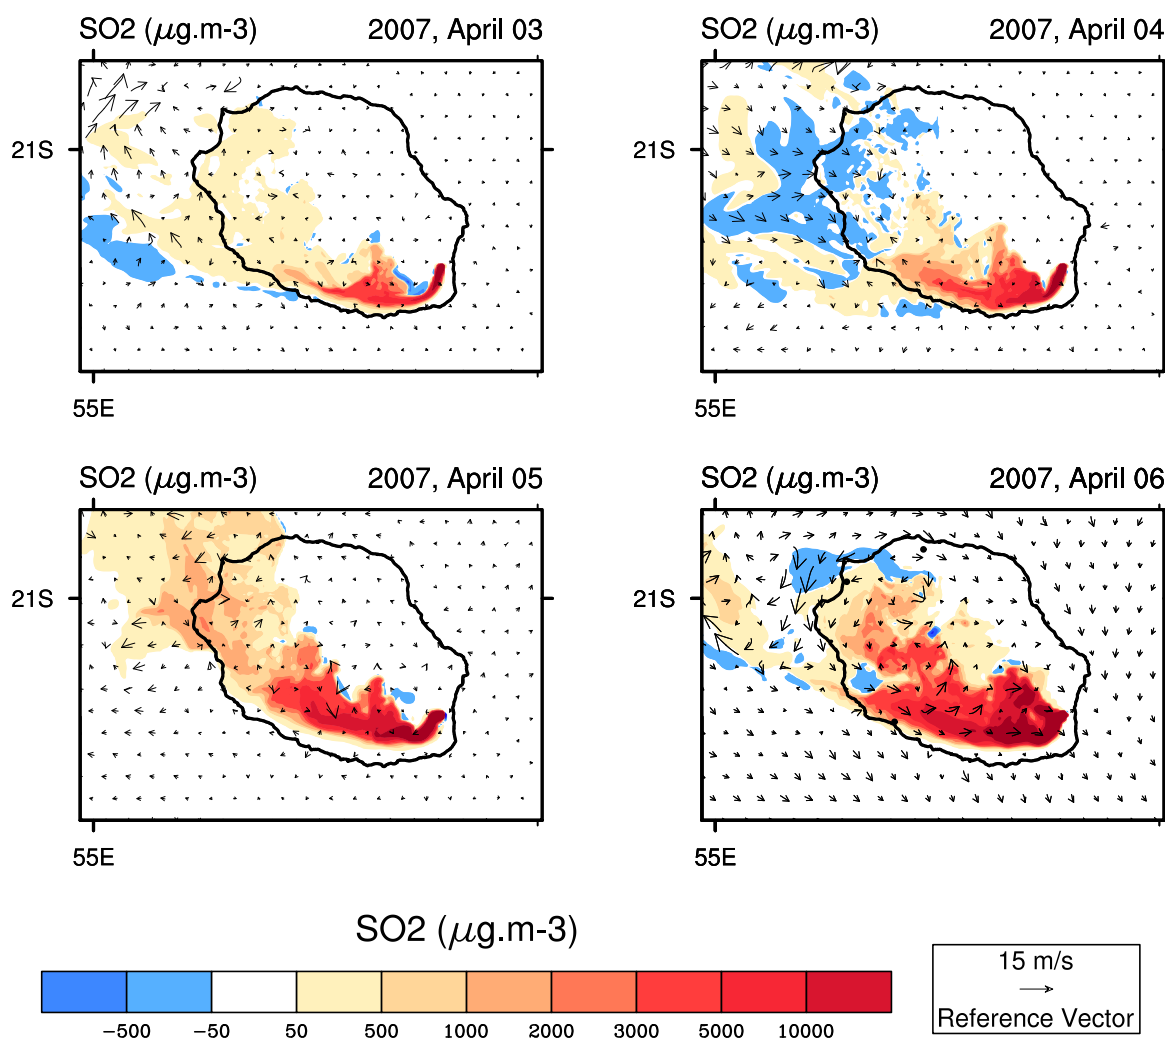 SO2 (μg.m-3) 2007, April 03
SO2 (μg.m-3) 2007, April 04
21S
21S
55E
55E
SO2 (μg.m-3) 2007, April 05
SO2 (μg.m-3) 2007, April 06
21S
21S
55E
55E
SO2 (μg.m-3)
−500 −50 50 500 1000 2000 3000 5000 10000
15 m/s
Reference Vector